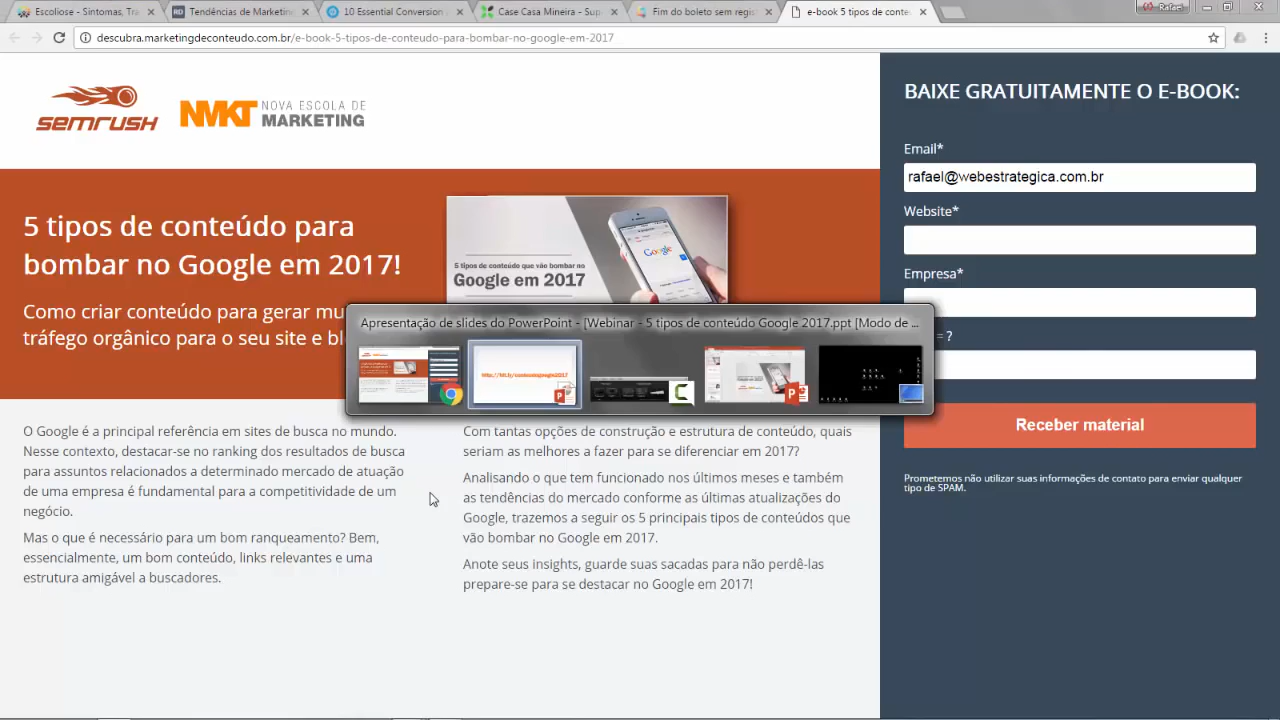 Escoliose - Sintomas, Tra
Tendências de Marketin
10 Essential Conversion
Case Casa Mineira - Sup
Fim do boleto sem regis
e-book 5 tipos de conte
Rafael
descubra.marketingdeconteudo.com.br/e-book-5-tipos-de-conteudo-para-bombar-no-google-em-2017
semrush
NMKT NOVA ESCOLA DE MARKETING
5 tipos de conteúdo para
bombar no Google em 2017!
Como criar conteúdo para gerar mu
tráfego orgânico para o seu site e bl
5 tipos de conteúdo que vão bombar no
Google em 2017
Google
Apresentação de slides do PowerPoint - [Webinar - 5 tipos de conteúdo Google 2017.ppt [Modo de ...
O Google é a principal referência em sites de busca no mundo.
Nesse contexto, destacar-se no ranking dos resultados de busca
para assuntos relacionados a determinado mercado de atuação
de uma empresa é fundamental para a competitividade de um
negócio.
Mas o que é necessário para um bom ranqueamento? Bem,
essencialmente, um bom conteúdo, links relevantes e uma
estrutura amigável a buscadores.
Com tantas opções de construção e estrutura de conteúdo, quais
seriam as melhores a fazer para se diferenciar em 2017?
Analisando o que tem funcionado nos últimos meses e também
as tendências do mercado conforme as últimas atualizações do
Google, trazemos a seguir os 5 principais tipos de conteúdos que
vão bombar no Google em 2017.
Anote seus insights, guarde suas sacadas para não perdê-las
prepare-se para se destacar no Google em 2017!
BAIXE GRATUITAMENTE O E-BOOK:
Email*
rafael@webestrategica.com.br
Website*
Empresa*
= ?
Receber material
Prometemos não utilizar suas informações de contato para enviar qualquer
tipo de SPAM.